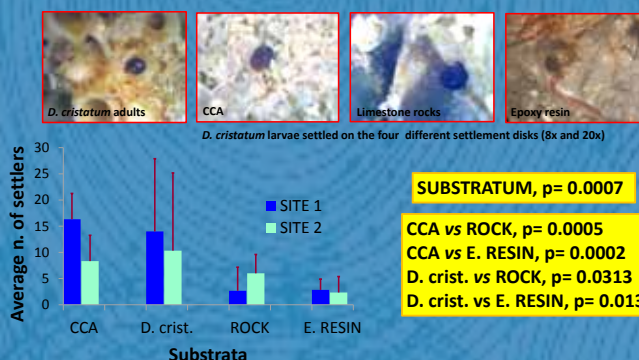 D. cristatum adults
CCA
Limestone rocks
Epoxy resin
D. cristatum larvae settled on the four different settlement disks (8x and 20x)
30
25
20
15
10
5
0
Average n. of settlers
SITE 1
SITE 2
CCA D. crist. ROCK E. RESIN
Substrata
SUBSTRATUM, p= 0.0007
CCA vs ROCK, p= 0.0005
CCA vs E. RESIN, p= 0.0002
D. crist. vs ROCK, p= 0.0313
D. crist. vs E. RESIN, p= 0.013